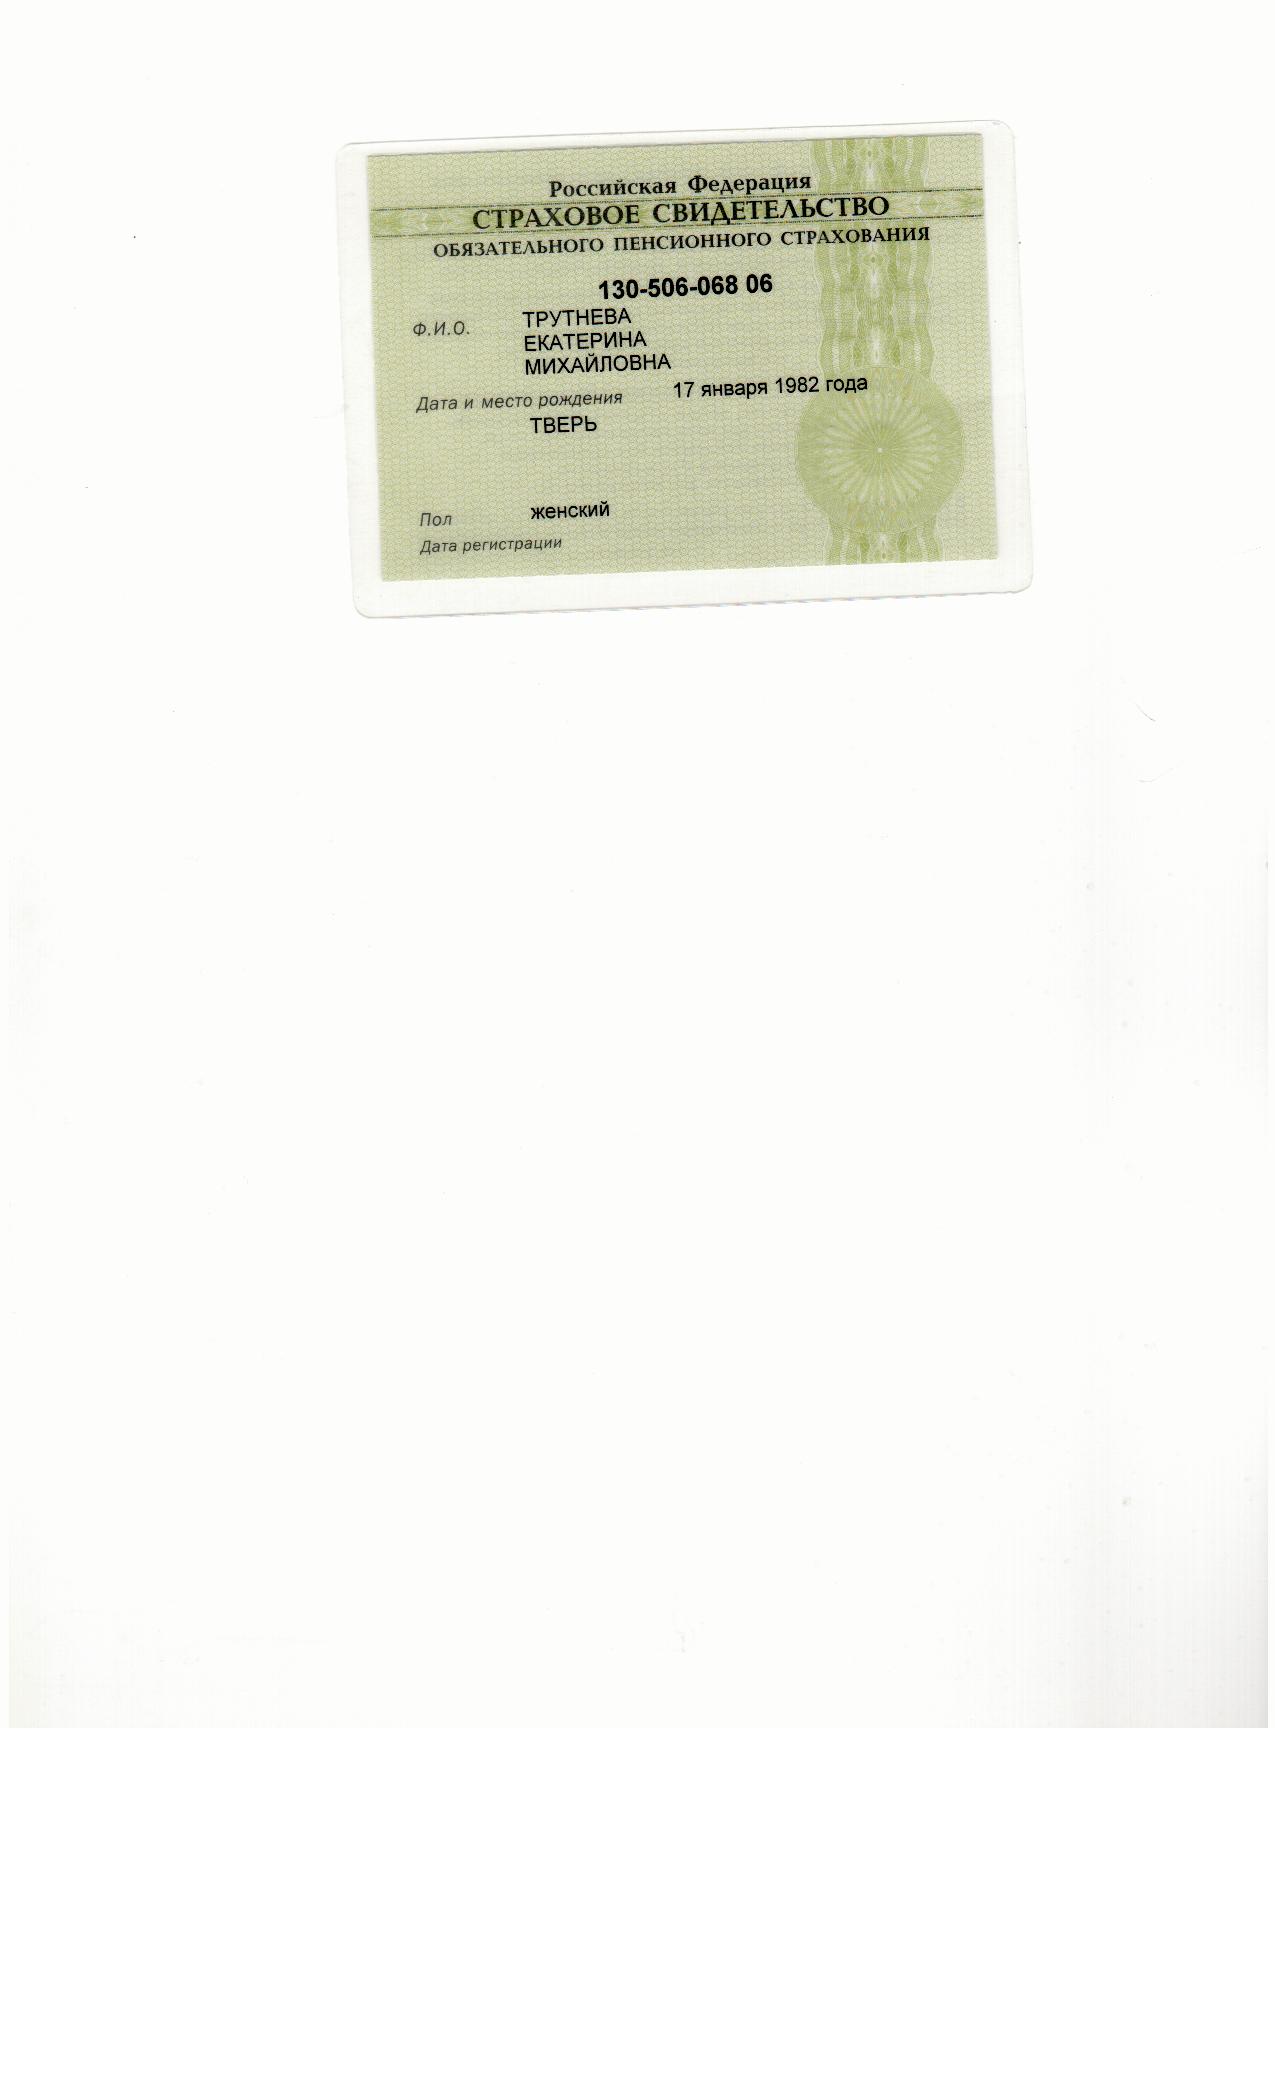 Российская Федерация
СТРАХОВОЕ СВИДЕТЕЛЬСТВО
ОБЯЗАТЕЛЬНОГО ПЕНСИОННОГО СТРАХОВАНИЯ
130-506-068 06
Ф.И.О. ТРУТНЕВА
ЕКАТЕРИНА
МИХАЙЛОВНА
Дата и место рождения 17 января 1982 года
ТВЕРЬ
Пол женский
Дата регистрации